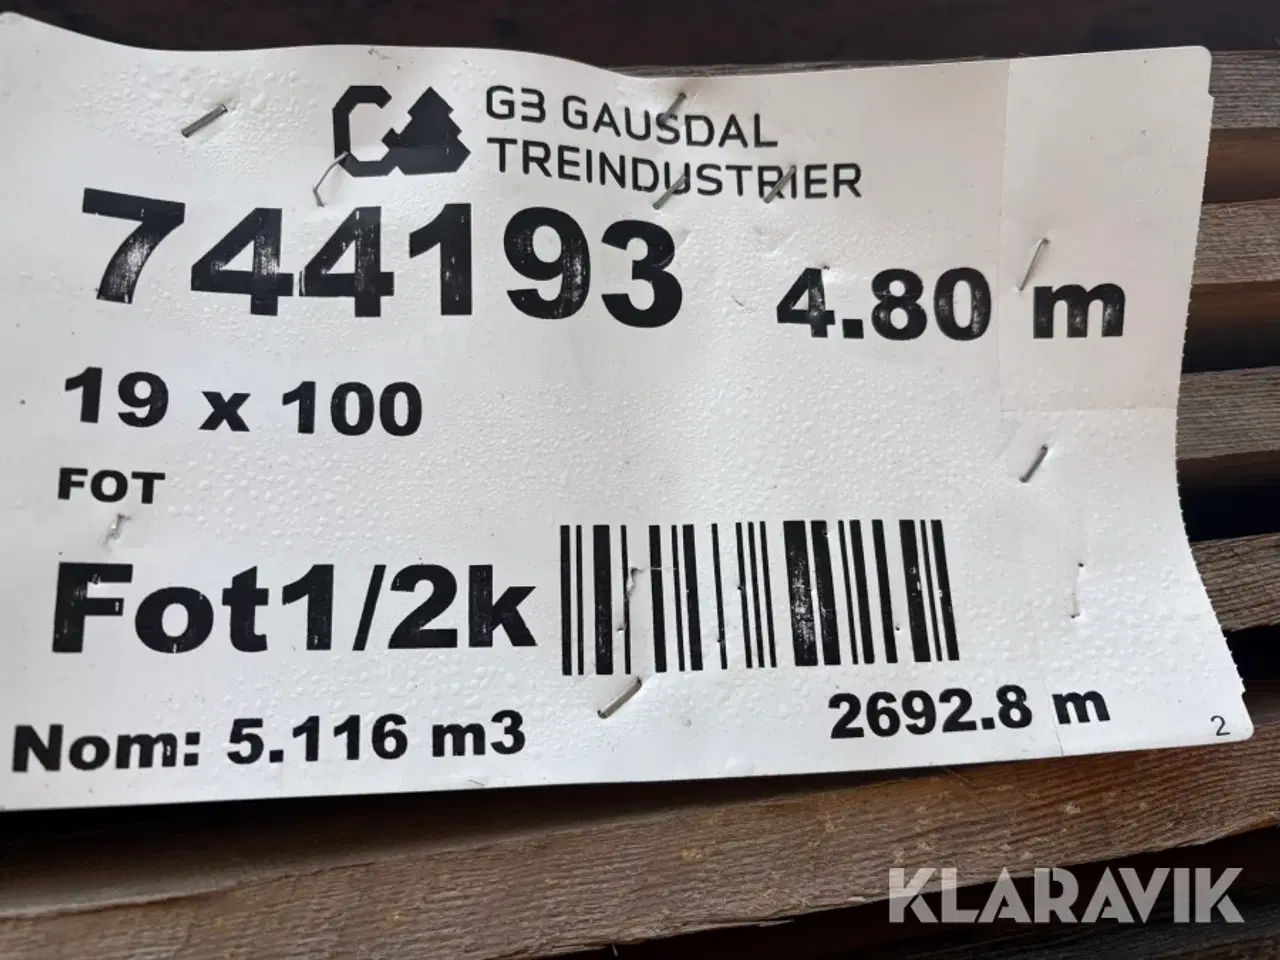 G3 GAUSDAL
TREINDUSTRIER
744193 4.80 m
19 x 100
FOT
Fot1/2k
Nom: 5.116 m3 2692.8 m
2
KLARAVIK